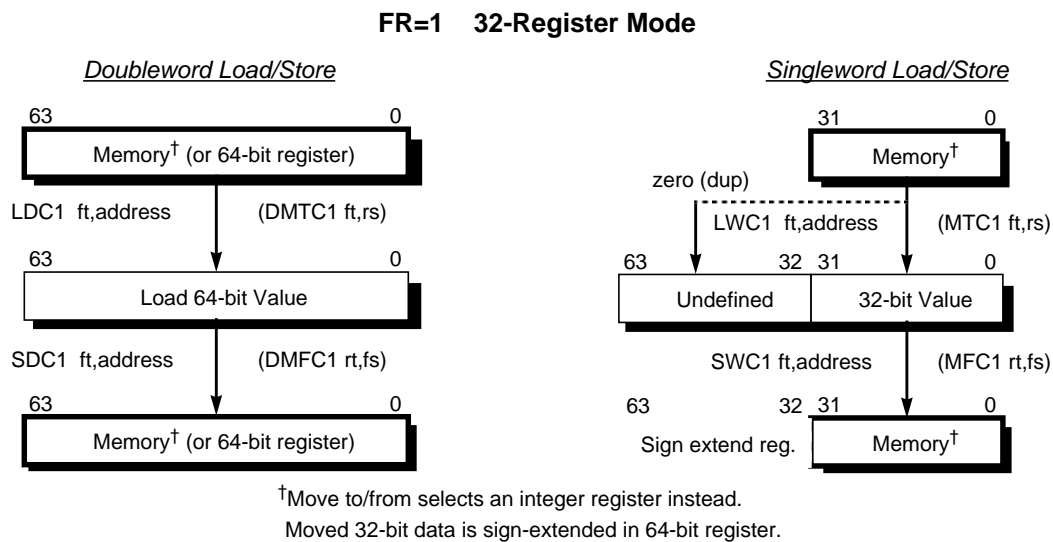 FR=1 32-Register Mode
Doubleword Load/Store
63 0
Memory† (or 64-bit register)
LDC1 ft,address (DMTC1 ft,rs)
63 0
Load 64-bit Value
SDC1 ft,address (DMFC1 rt,fs)
63 0
Memory† (or 64-bit register)
Singleword Load/Store
31 0
Memory†
zero (dup)
LWC1 ft,address (MTC1 ft,rs)
63 32 31 0
Undefined 32-bit Value
SWC1 ft,address (MFC1 rt,fs)
63 32 31 0
Sign extend reg. Memory†
†Move to/from selects an integer register instead.
Moved 32-bit data is sign-extended in 64-bit register.